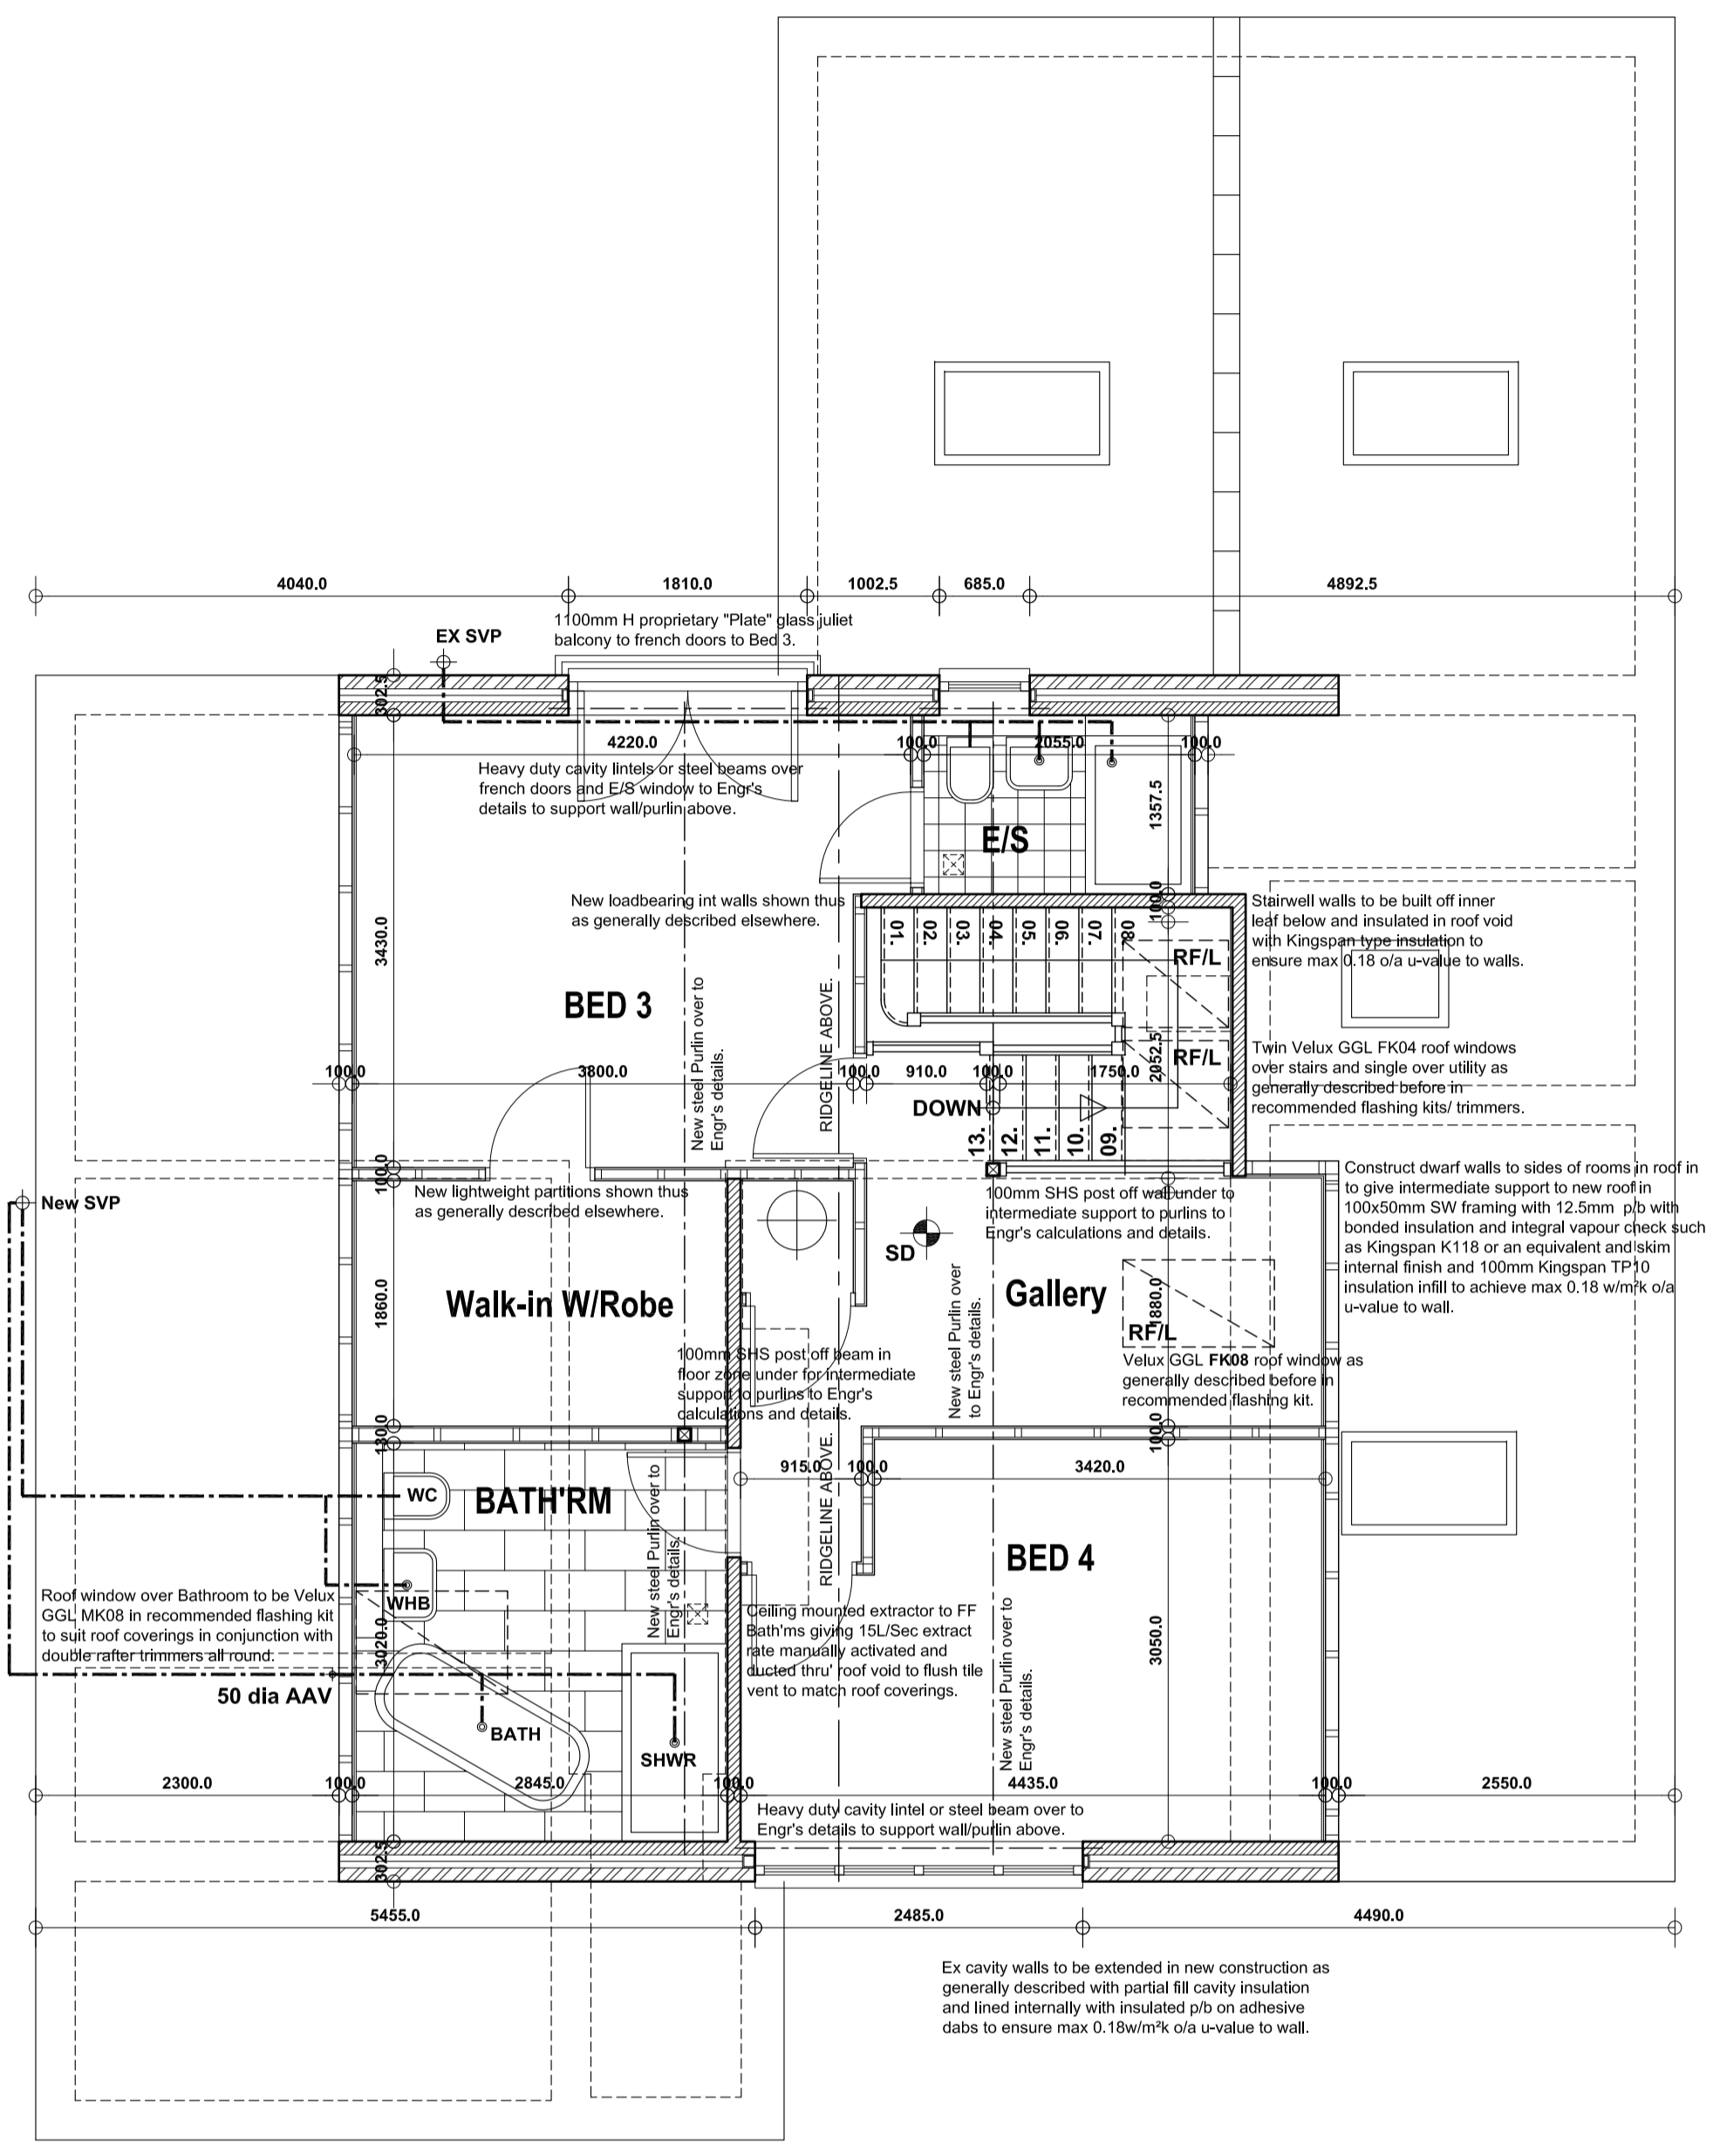 4040.0
1810.0
1002.5
685.0
4892.5
1100mm H proprietary "Plate" glass juliet
balcony to french doors to Bed 3.
EX SVP
302.5
4220.0
100.0
2055.0
100.0
Heavy duty cavity lintels or steel beams over
french doors and E/S window to Engr's
details to support wall/purlin above.
1357.5
E/S
New loadbearing int walls shown thus
as generally described elsewhere.
100.0
Stairwell walls to be built off inner
leaf below and insulated in roof void
with Kingspan type insulation to
ensure max 0.18 o/a u-value to walls.
01.
02.
03.
04.
05.
06.
07.
08.
RF/L
3430.0
BED 3
New steel Purlin over to
Engr's details.
RIDGELINE ABOVE.
2052.5
RF/L
Twin Velux GGL FK04 roof windows
over stairs and single over utility as
generally described before in
recommended flashing kits/ trimmers.
100.0
3800.0
100.0
910.0
100.0
1750.0
DOWN
13.
12.
11.
10.
09.
100.0
New lightweight partitions shown thus
as generally described elsewhere.
New SVP
100mm SHS post off wall under to
intermediate support to purlins to
Engr's calculations and details.
Construct dwarf walls to sides of rooms in roof in
to give intermediate support to new roof in
100x50mm SW framing with 12.5mm p/b with
bonded insulation and integral vapour check such
as Kingspan K118 or an equivalent and skim
internal finish and 100mm Kingspan TP10
insulation infill to achieve max 0.18 w/m²k o/a
u-value to wall.
SD
1860.0
Walk-in W/Robe
New steel Purlin over
to Engr's details.
Gallery
1880.0
RF/L
Velux GGL FK08 roof window as
generally described before in
recommended flashing kit.
100mm SHS post off beam in
floor zone under for intermediate
support to purlins to Engr's
calculations and details.
130.0
100.0
915.0
100.0
3420.0
WC
BATH'RM
New steel Purlin over to
Engr's details.
RIDGELINE ABOVE.
BED 4
Roof window over Bathroom to be Velux
GGL MK08 in recommended flashing kit
to suit roof coverings in conjunction with
double rafter trimmers all round.
WHB
3020.0
Ceiling mounted extractor to FF
Bath'ms giving 15L/Sec extract
rate manually activated and
ducted thru' roof void to flush tile
vent to match roof coverings.
New steel Purlin over to
Engr's details.
3050.0
50 dia AAV
BATH
SHWR
2300.0
100.0
2845.0
100.0
4435.0
100.0
2550.0
Heavy duty cavity lintel or steel beam over to
Engr's details to support wall/purlin above.
302.5
5455.0
2485.0
4490.0
Ex cavity walls to be extended in new construction as
generally described with partial fill cavity insulation
and lined internally with insulated p/b on adhesive
dabs to ensure max 0.18w/m²k o/a u-value to wall.